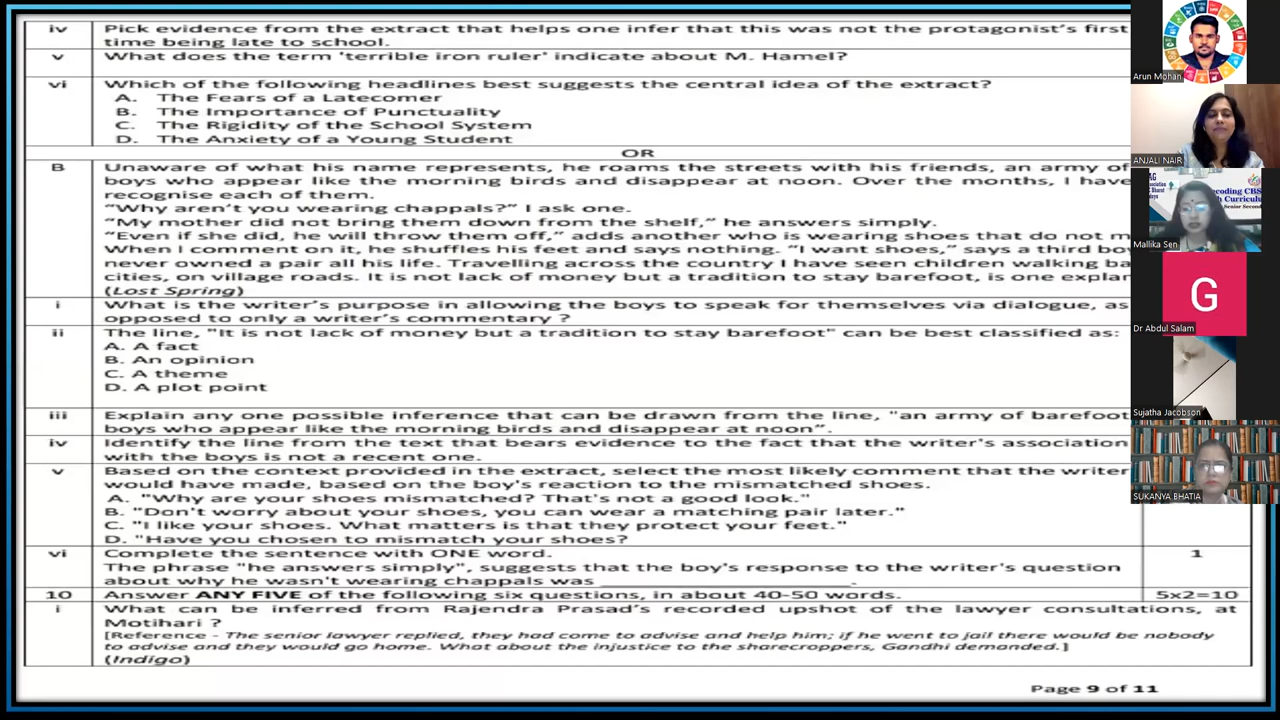 iv Pick evidence from the extract that helps one infer that this was not the protagonist's first
time being late to school.
v What does the term 'terrible iron ruler' indicate about M. Hamel?
vi Which of the following headlines best suggests the central idea of the extract?
A. The Fears of a Latecomer
B. The Importance of Punctuality
C. The Rigidity of the School System
D. The Anxiety of a Young Student
OR
B Unaware of what his name represents, he roams the streets with his friends, an army of
boys who appear like the morning birds and disappear at noon. Over the months, I have
recognise each of them.
"Why aren't you wearing chappals?" I ask one.
"My mother did not bring them down from the shelf," he answers simply.
"Even if she did, he will throw them off," adds another who is wearing shoes that do not m
When I comment on it, he shuffles his feet and says nothing. "I want shoes," says a third boy
never owned a pair all his life. Travelling across the country I have seen children walking ba
cities, on village roads. It is not lack of money but a tradition to stay barefoot, is one explan
(Lost Spring)
i What is the writer's purpose in allowing the boys to speak for themselves via dialogue, as
opposed to only a writer's commentary ?
ii The line, "It is not lack of money but a tradition to stay barefoot" can be best classified as:
A. A fact
B. An opinion
C. A theme
D. A plot point
iii Explain any one possible inference that can be drawn from the line, "an army of barefoot
boys who appear like the morning birds and disappear at noon".
iv Identify the line from the text that bears evidence to the fact that the writer's association
with the boys is not a recent one.
v Based on the context provided in the extract, select the most likely comment that the writer
would have made, based on the boy's reaction to the mismatched shoes.
A. "Why are your shoes mismatched? That's not a good look."
B. "Don't worry about your shoes, you can wear a matching pair later."
C. "I like your shoes. What matters is that they protect your feet."
D. "Have you chosen to mismatch your shoes?
vi Complete the sentence with ONE word. 1
The phrase "he answers simply", suggests that the boy's response to the writer's question
about why he wasn't wearing chappals was ____________________.
10 Answer ANY FIVE of the following six questions, in about 40-50 words. 5x2=10
i What can be inferred from Rajendra Prasad's recorded upshot of the lawyer consultations, at
Motihari ?
[Reference - The senior lawyer replied, they had come to advise and help him; if he went to jail there would be nobody
to advise and they would go home. What about the injustice to the sharecroppers, Gandhi demanded.]
(Indigo)
Page 9 of 11
Arun Mohan
ANJALI NAIR
AG
ecoding CBS
Curricul
Senior Second
Mallika Sen
G
Dr Abdul Salam
Sujatha Jacobson
SUKANYA BHATIA